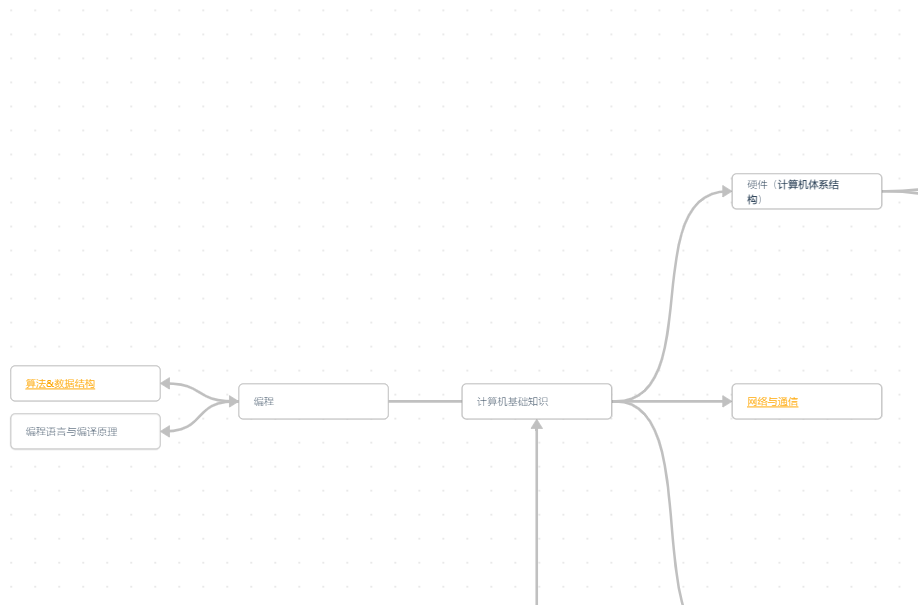 硬件（计算机体系结
构）
算法&数据结构
编程
计算机基础知识
网络与通信
编程语言与编译原理